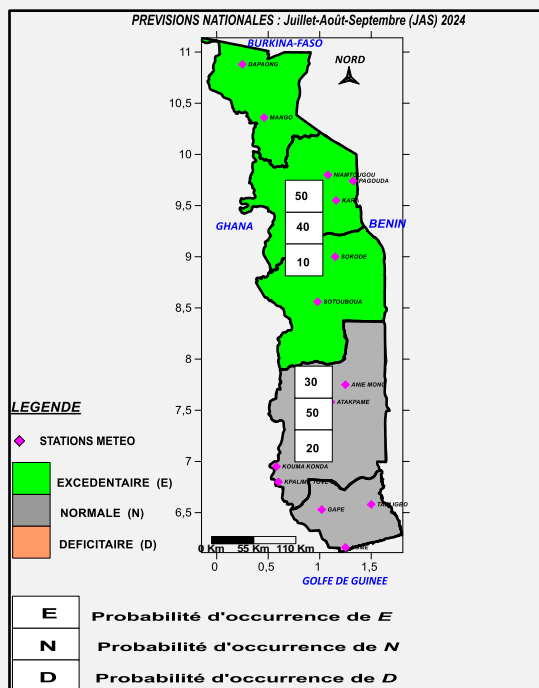 PREVISIONS NATIONALES : Juillet-Août-Septembre (JAS) 2024
BURKINA-FASO
NORD
11
DAPAONG
10,5
MANGO
10
NIAMTOUGOU
PAGOUDA
50
9,5
KARA
GHANA
40
BENIN
9
10
SOKODE
8,5
SOTOUBOUA
8
30
ANIE MONO
7,5
50
ATAKPAME
20
7
KOUMA KONDA
KPALIME TOVE
6,5
GAPE
TABLIGBO
LOME
0 Km 55 Km 110 Km
0 0,5 1 1,5
GOLFE DE GUINEE
LEGENDE
STATIONS METEO
EXCEDENTAIRE (E)
NORMALE (N)
DEFICITAIRE (D)
E Probabilité d'occurrence de E
N Probabilité d'occurrence de N
D Probabilité d'occurrence de D